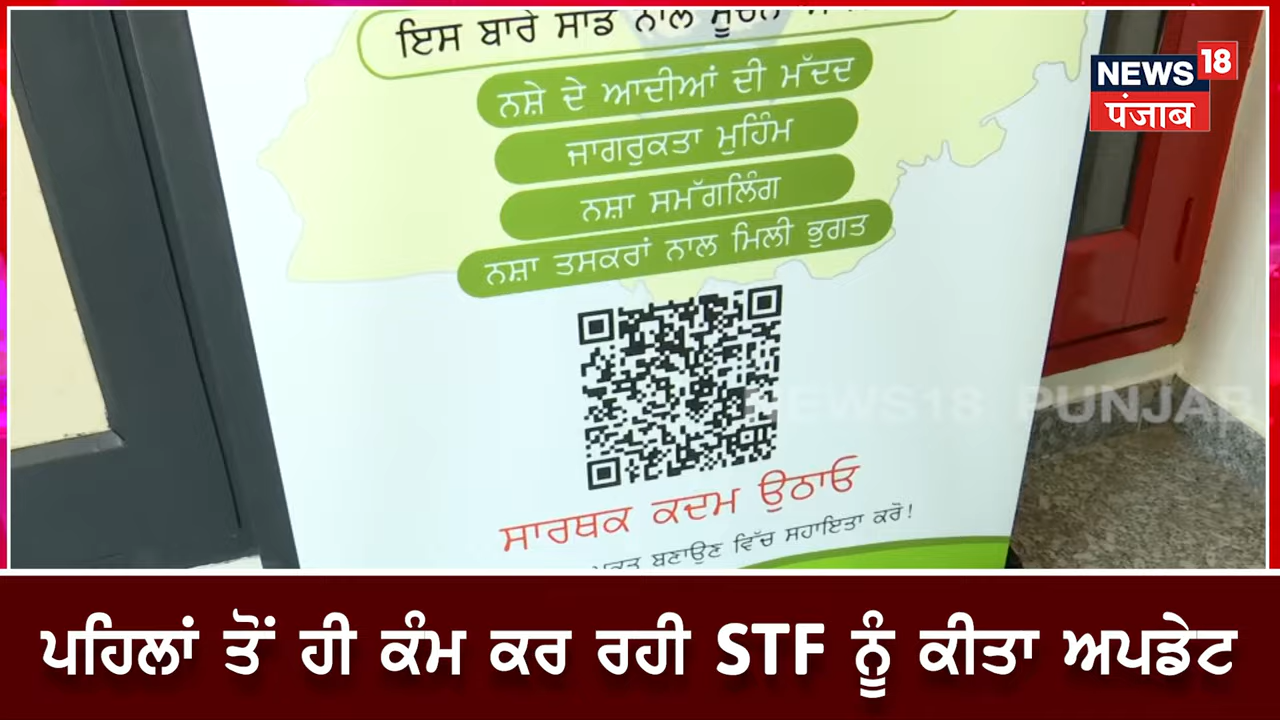 ਇਸ ਬਾਰੇ ਸਾਡੇ ਨਾਲ
ਨਸ਼ੇ ਦੇ ਆਦੀਆਂ ਦੀ ਮੱਦਦ
ਜਾਗਰੁਕਤਾ ਮੁਹਿੰਮ
ਨਸ਼ਾ ਸਮੱਗਲਿੰਗ
ਨਸ਼ਾ ਤਸਕਰਾਂ ਨਾਲ ਮਿਲੀ ਭੁਗਤ
NEWS 18
ਪੰਜਾਬ
NEWS18 PUNJAB
ਸਾਰਥਕ ਕਦਮ ਉਠਾਓ
ਬਣਾਉਣ ਵਿੱਚ ਸਹਾਇਤਾ ਕਰੋ!
ਪਹਿਲਾਂ ਤੋਂ ਹੀ ਕੰਮ ਕਰ ਰਹੀ STF ਨੂੰ ਕੀਤਾ ਅਪਡੇਟ